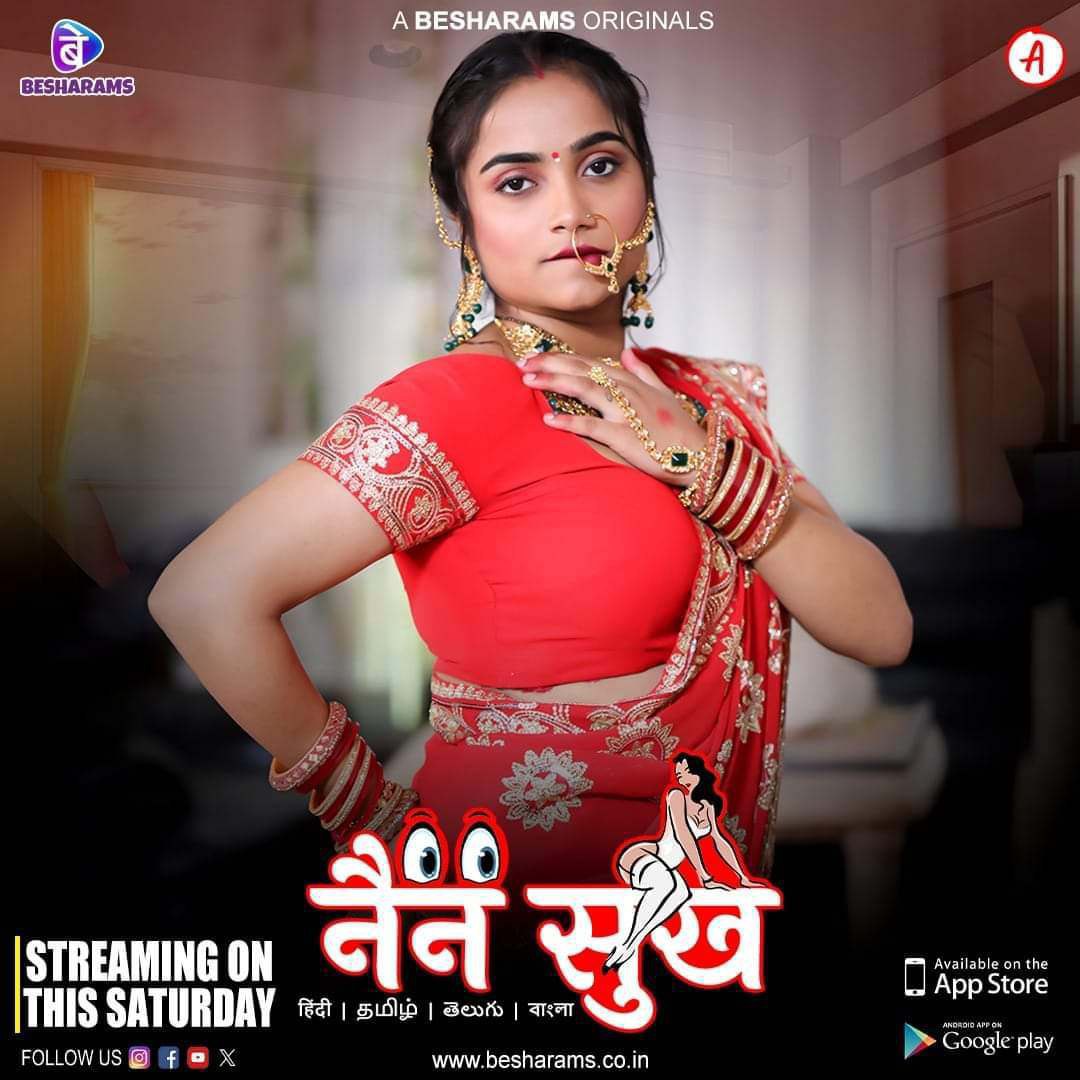 A BESHARAMS ORIGINALS
बे
BESHARAMS
A
नैन सुख
STREAMING ON
THIS SATURDAY
हिंदी | தமிழ் | తెలుగు | বাংলা
FOLLOW US
www.besharams.co.in
Available on the
App Store
ANDROID APP ON
Google play